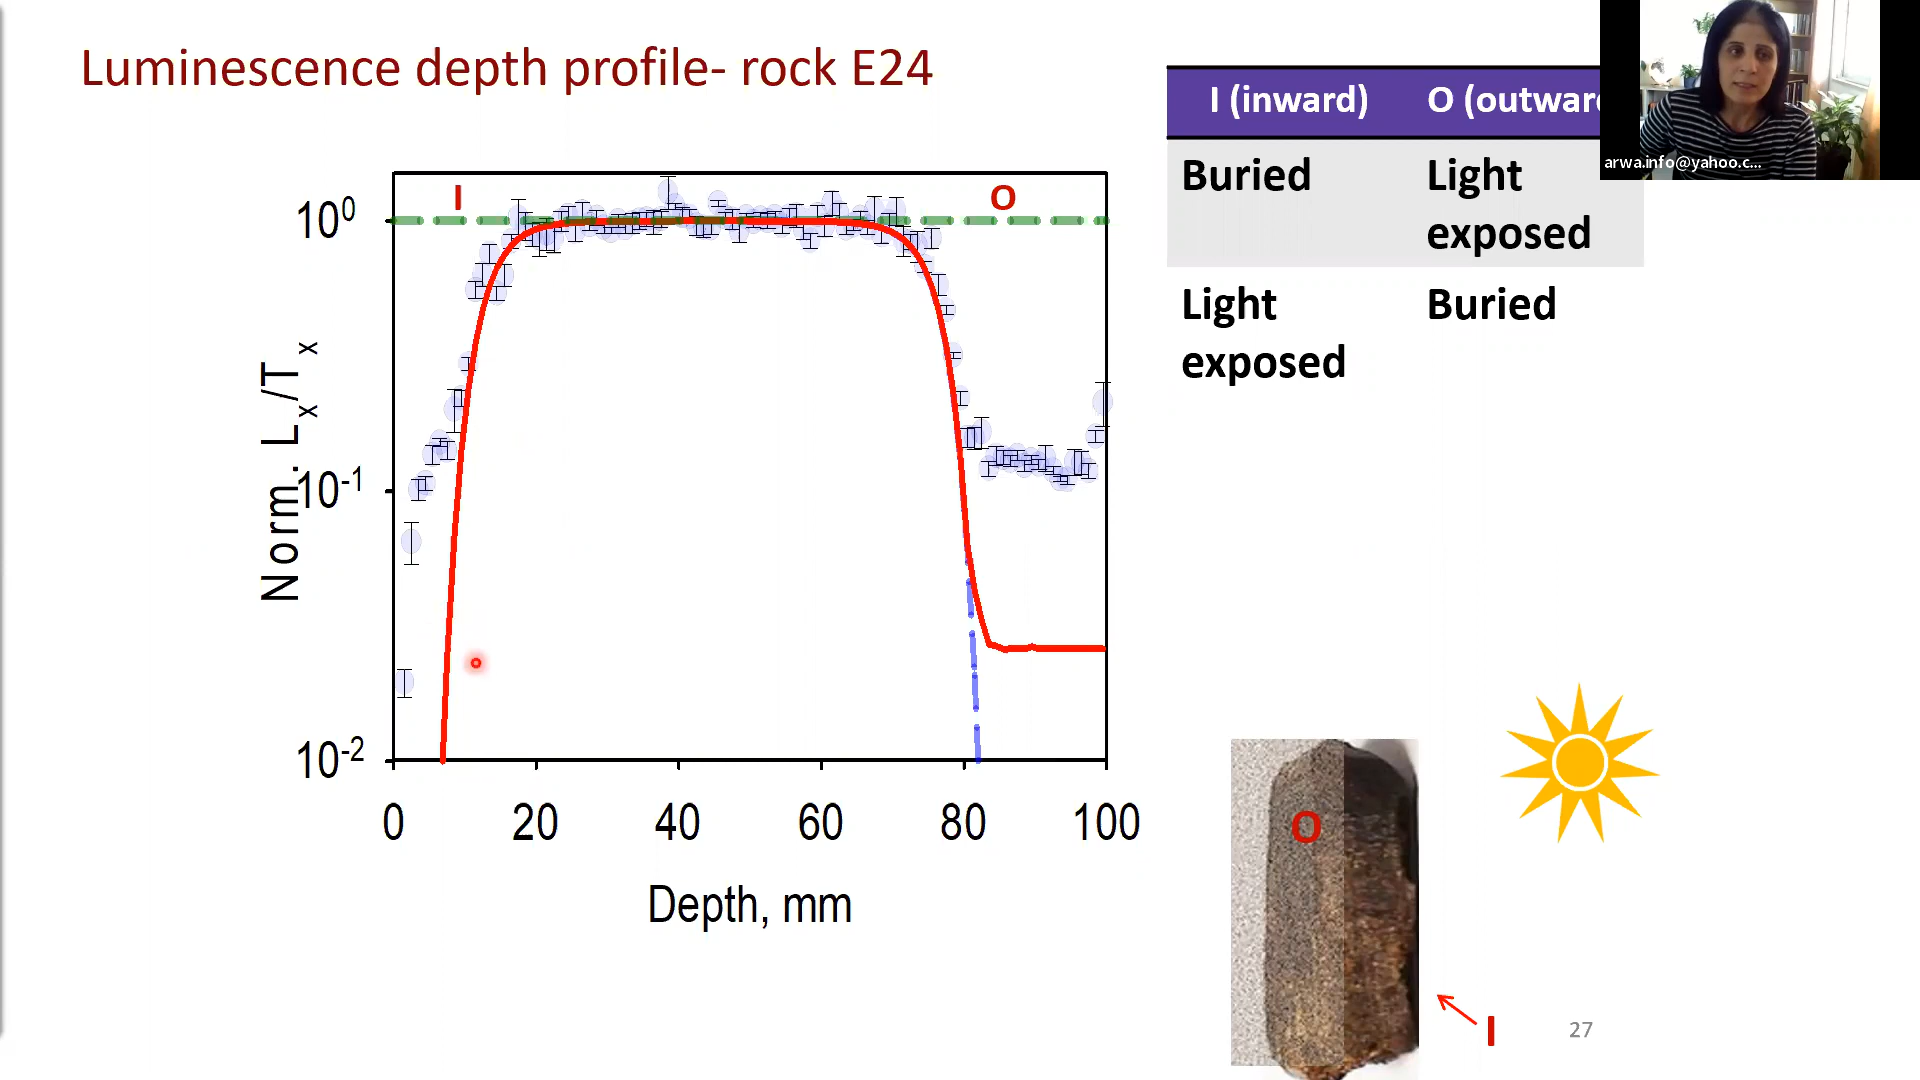 Luminescence depth profile- rock E24
I (inward) O (outwar
arwa.info@yahoo.c...
Buried Light
exposed
Light Buried
exposed
I O
10⁰
10⁻¹
10⁻²
Norm. Lₓ/Tₓ
0 20 40 60 80 100
Depth, mm
O
I
27